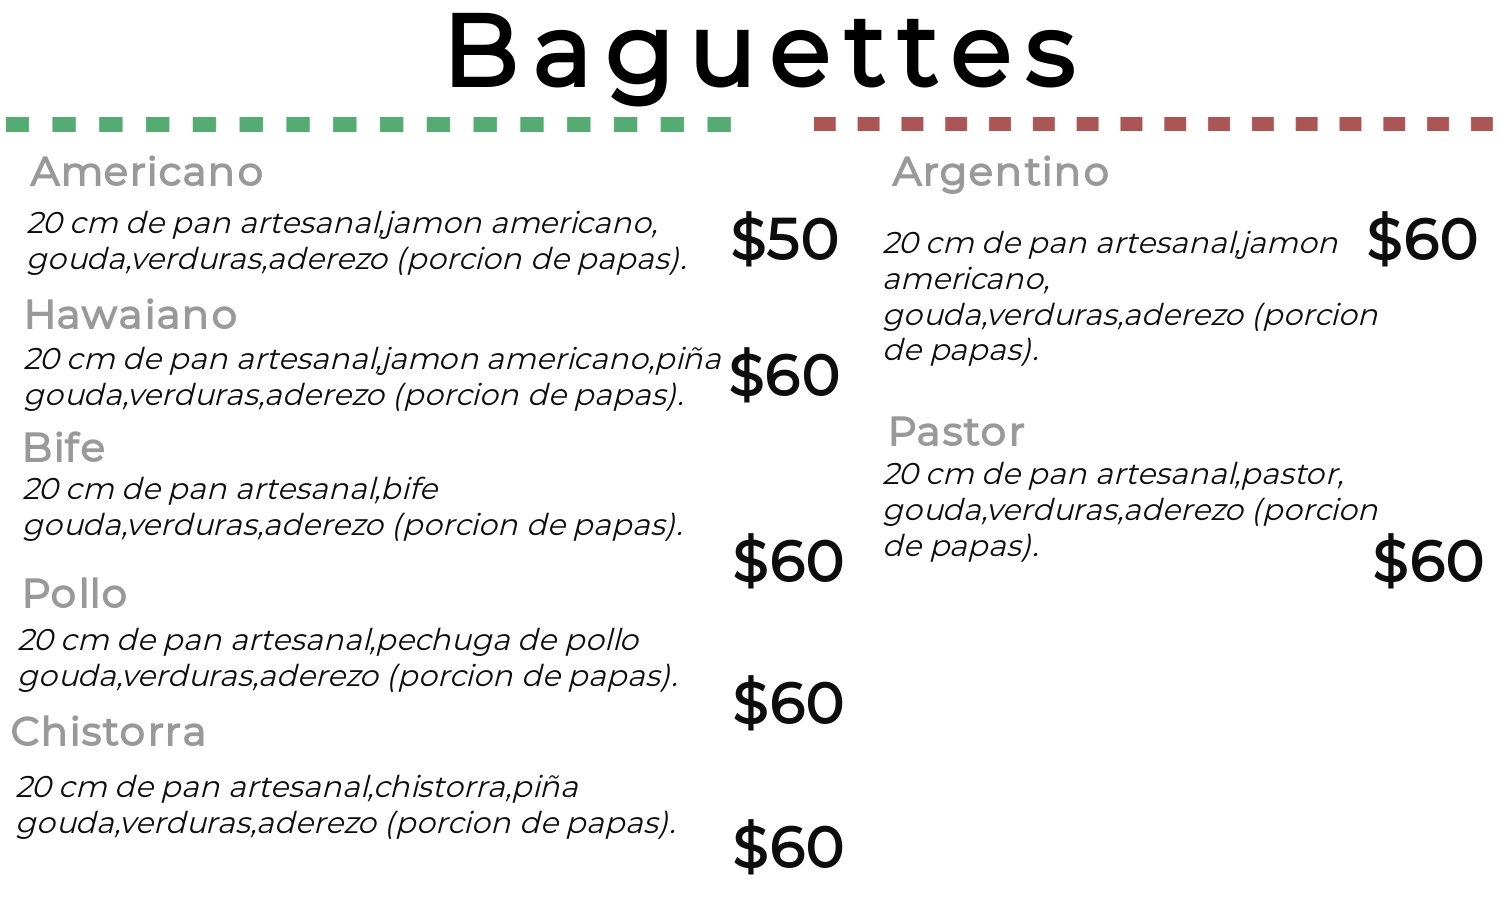 Baguettes
Americano
20 cm de pan artesanal,jamon americano,
gouda,verduras,aderezo (porcion de papas).
$50
Hawaiano
20 cm de pan artesanal,jamon americano,piña
gouda,verduras,aderezo (porcion de papas).
$60
Bife
20 cm de pan artesanal,bife
gouda,verduras,aderezo (porcion de papas).
$60
Pollo
20 cm de pan artesanal,pechuga de pollo
gouda,verduras,aderezo (porcion de papas).
$60
Chistorra
20 cm de pan artesanal,chistorra,piña
gouda,verduras,aderezo (porcion de papas).
$60
Argentino
20 cm de pan artesanal,jamon
americano,
gouda,verduras,aderezo (porcion
de papas).
$60
Pastor
20 cm de pan artesanal,pastor,
gouda,verduras,aderezo (porcion
de papas).
$60